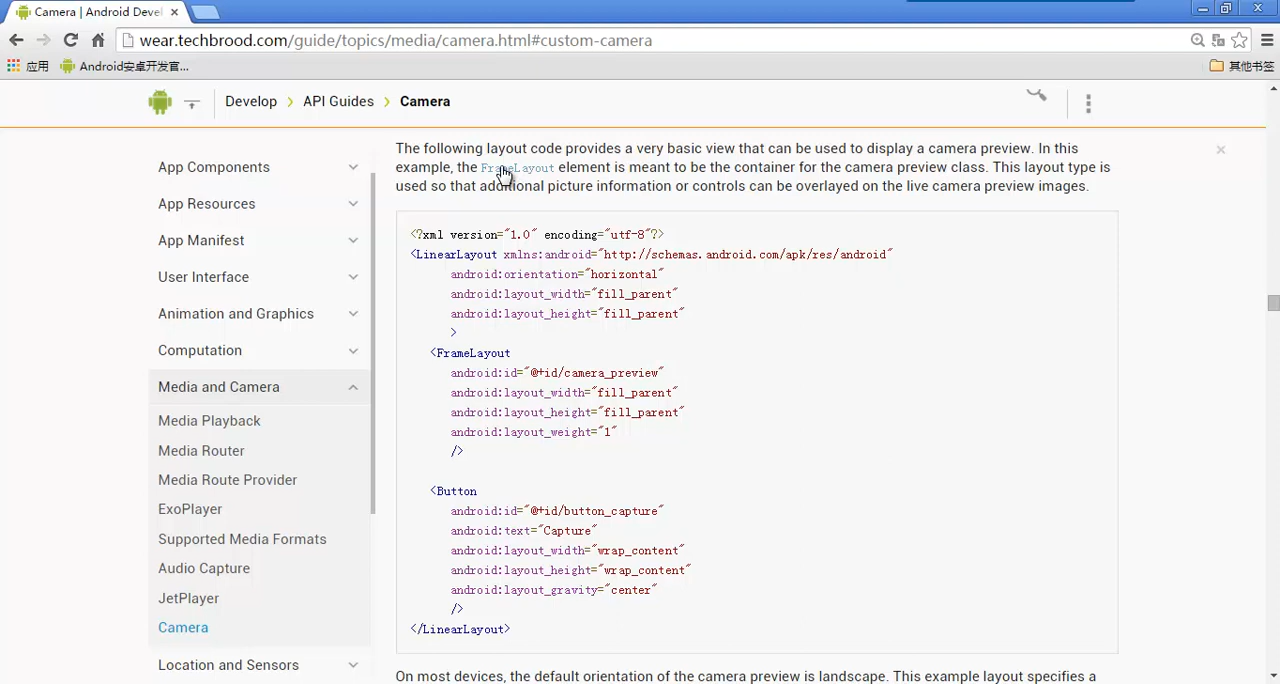 Camera | Android Deve
wear.techbrood.com/guide/topics/media/camera.html#custom-camera
应用
Android安卓开发官...
其他书签
Develop
API Guides
Camera
App Components
App Resources
App Manifest
User Interface
Animation and Graphics
Computation
Media and Camera
Media Playback
Media Router
Media Route Provider
ExoPlayer
Supported Media Formats
Audio Capture
JetPlayer
Camera
Location and Sensors
The following layout code provides a very basic view that can be used to display a camera preview. In this
example, the FrameLayout element is meant to be the container for the camera preview class. This layout type is
used so that additional picture information or controls can be overlayed on the live camera preview images.
<?xml version="1.0" encoding="utf-8"?>
<LinearLayout xmlns:android="http://schemas.android.com/apk/res/android"
android:orientation="horizontal"
android:layout_width="fill_parent"
android:layout_height="fill_parent"
>
<FrameLayout
android:id="@+id/camera_preview"
android:layout_width="fill_parent"
android:layout_height="fill_parent"
android:layout_weight="1"
/>
<Button
android:id="@+id/button_capture"
android:text="Capture"
android:layout_width="wrap_content"
android:layout_height="wrap_content"
android:layout_gravity="center"
/>
</LinearLayout>
On most devices, the default orientation of the camera preview is landscape. This example layout specifies a